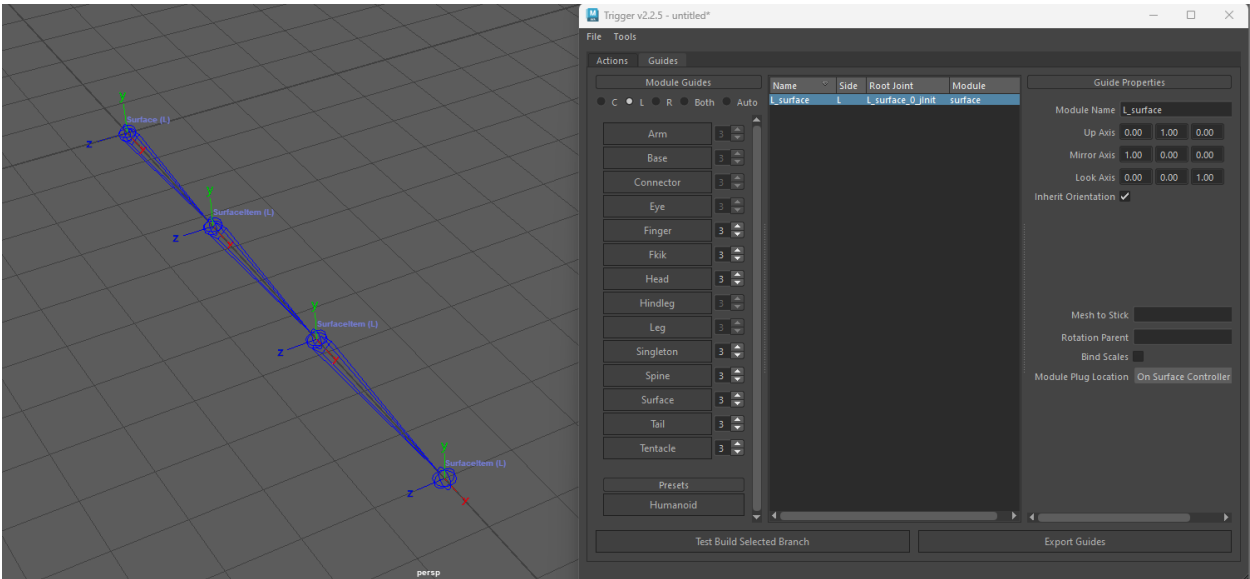 y
Surface (L)
z
x
y
SurfaceItem (L)
z
x
y
SurfaceItem (L)
z
x
y
SurfaceItem (L)
z
x
persp
Trigger v2.2.5 - untitled*
File Tools
Actions Guides
Module Guides
C L R Both Auto
Arm 3
Base 3
Connector 3
Eye 3
Finger 3
Fkik 3
Head 3
Hindleg 3
Leg 3
Singleton 3
Spine 3
Surface 3
Tail 3
Tentacle 3
Presets
Humanoid
Name Side Root Joint Module
L_surface L L_surface_0_jInit surface
Guide Properties
Module Name L_surface
Up Axis 0.00 1.00 0.00
Mirror Axis 1.00 0.00 0.00
Look Axis 0.00 0.00 1.00
Inherit Orientation
Mesh to Stick
Rotation Parent
Bind Scales
Module Plug Location On Surface Controller
Test Build Selected Branch
Export Guides